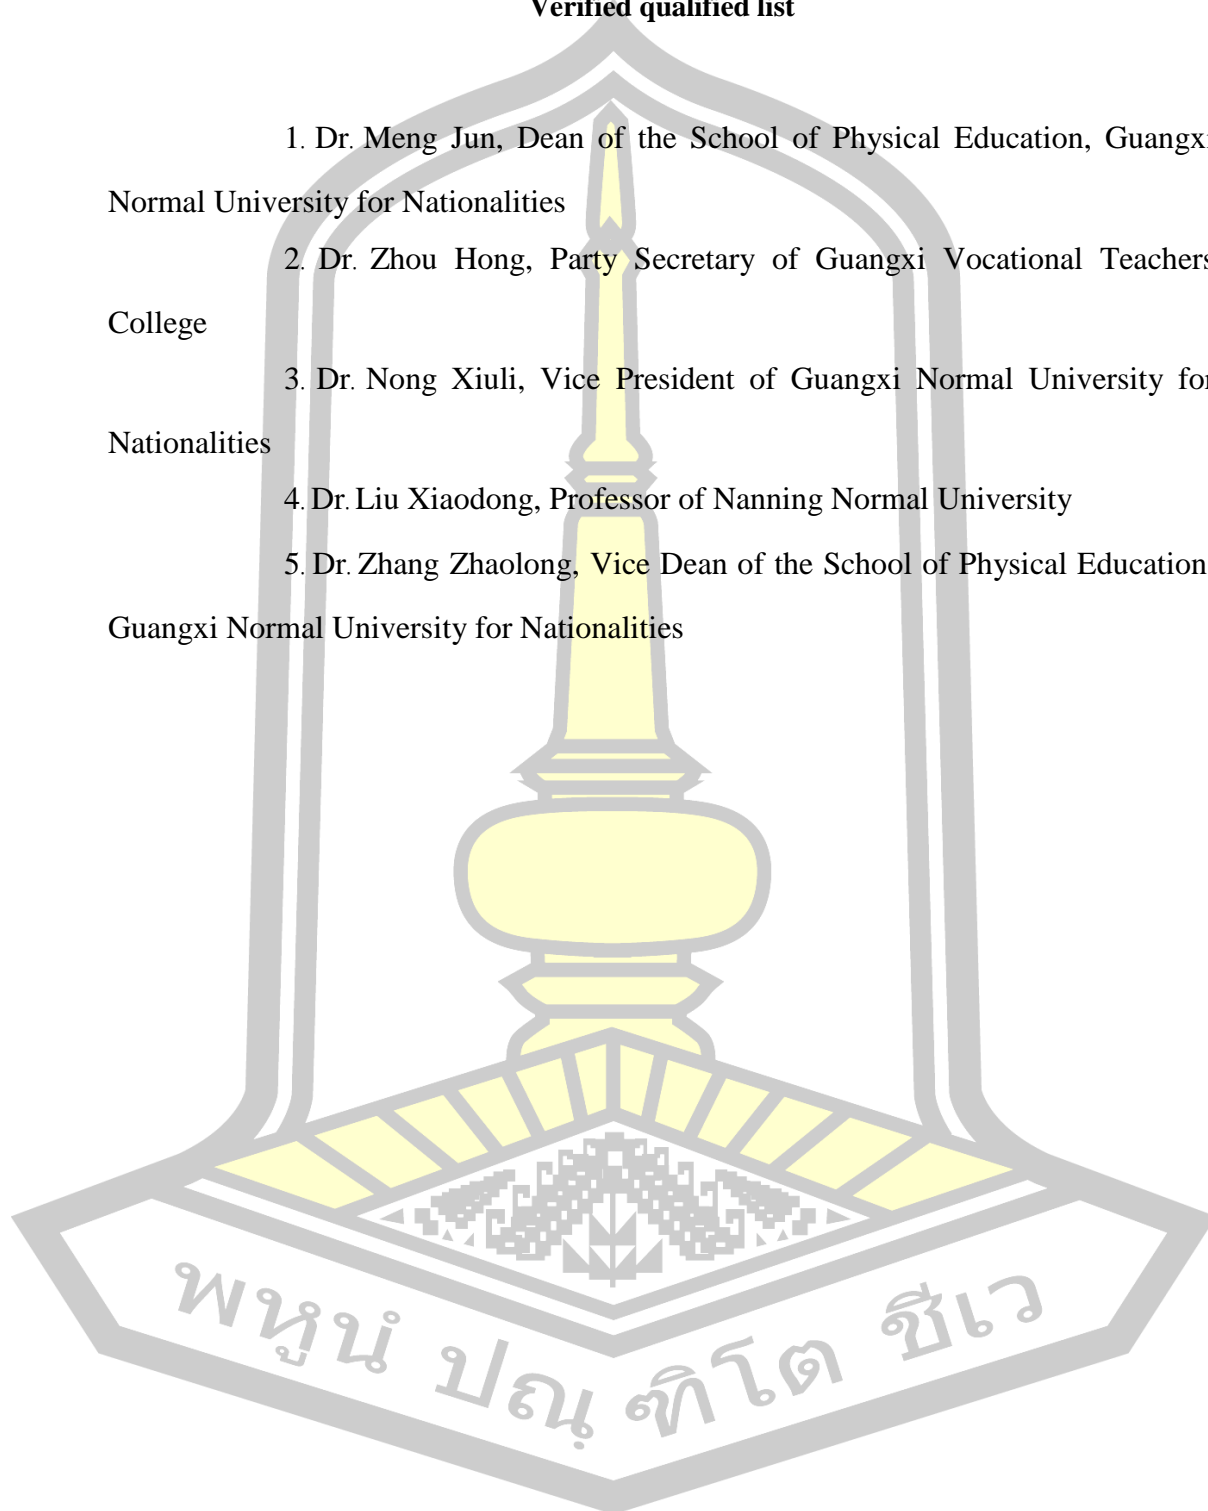 Verified qualified list
1. Dr. Meng Jun, Dean of the School of Physical Education, Guangxi
Normal University for Nationalities
2. Dr. Zhou Hong, Party Secretary of Guangxi Vocational Teachers
College
3. Dr. Nong Xiuli, Vice President of Guangxi Normal University for
Nationalities
4. Dr. Liu Xiaodong, Professor of Nanning Normal University
5. Dr. Zhang Zhaolong, Vice Dean of the School of Physical Education
Guangxi Normal University for Nationalities
พหูนํ ปณฺฑิโต ชีเว